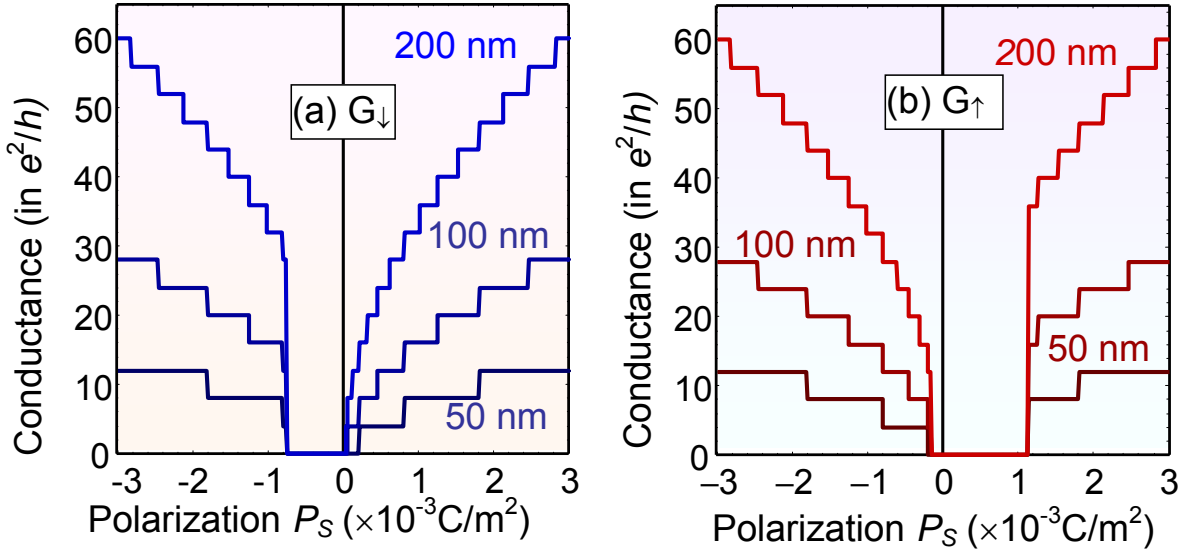 60
50
40
30
20
10
0
Conductance (in e²/h)
200 nm
(a) G↓
100 nm
50 nm
-3 -2 -1 0 1 2 3
Polarization P_S (×10⁻³C/m²)
60
50
40
30
20
10
0
Conductance (in e²/h)
200 nm
(b) G↑
100 nm
50 nm
–3 –2 –1 0 1 2 3
Polarization P_S (×10⁻³C/m²)